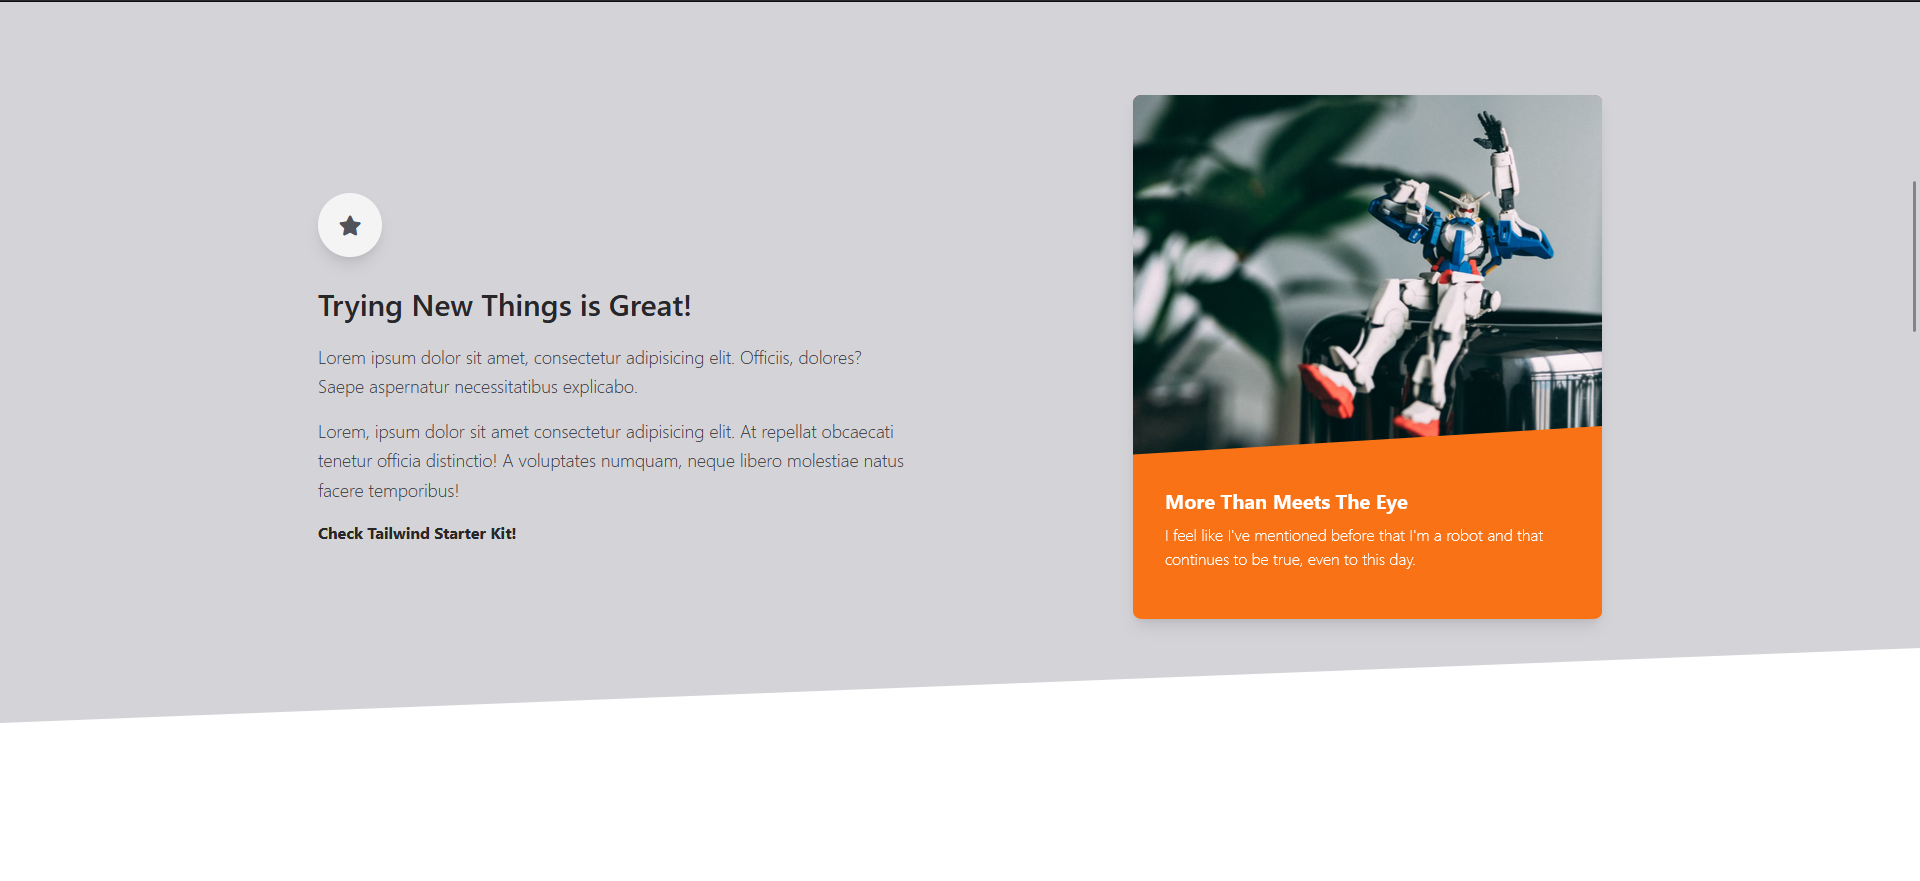 Trying New Things is Great!
Lorem ipsum dolor sit amet, consectetur adipisicing elit. Officiis, dolores?
Saepe aspernatur necessitatibus explicabo.
Lorem, ipsum dolor sit amet consectetur adipisicing elit. At repellat obcaecati
tenetur officia distinctio! A voluptates numquam, neque libero molestiae natus
facere temporibus!
Check Tailwind Starter Kit!
More Than Meets The Eye
I feel like I've mentioned before that I'm a robot and that
continues to be true, even to this day.